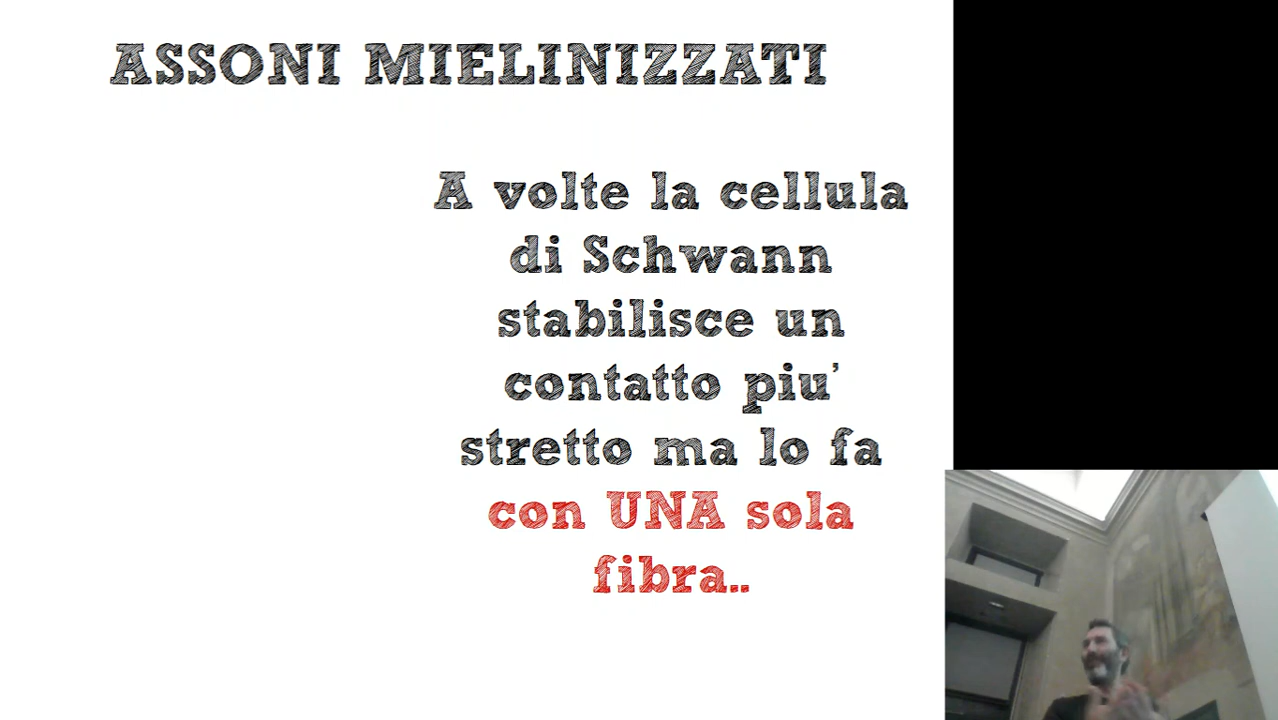 ASSONI MIELINIZZATI
A volte la cellula
di Schwann
stabilisce un
contatto piu'
stretto ma lo fa
con UNA sola
fibra..